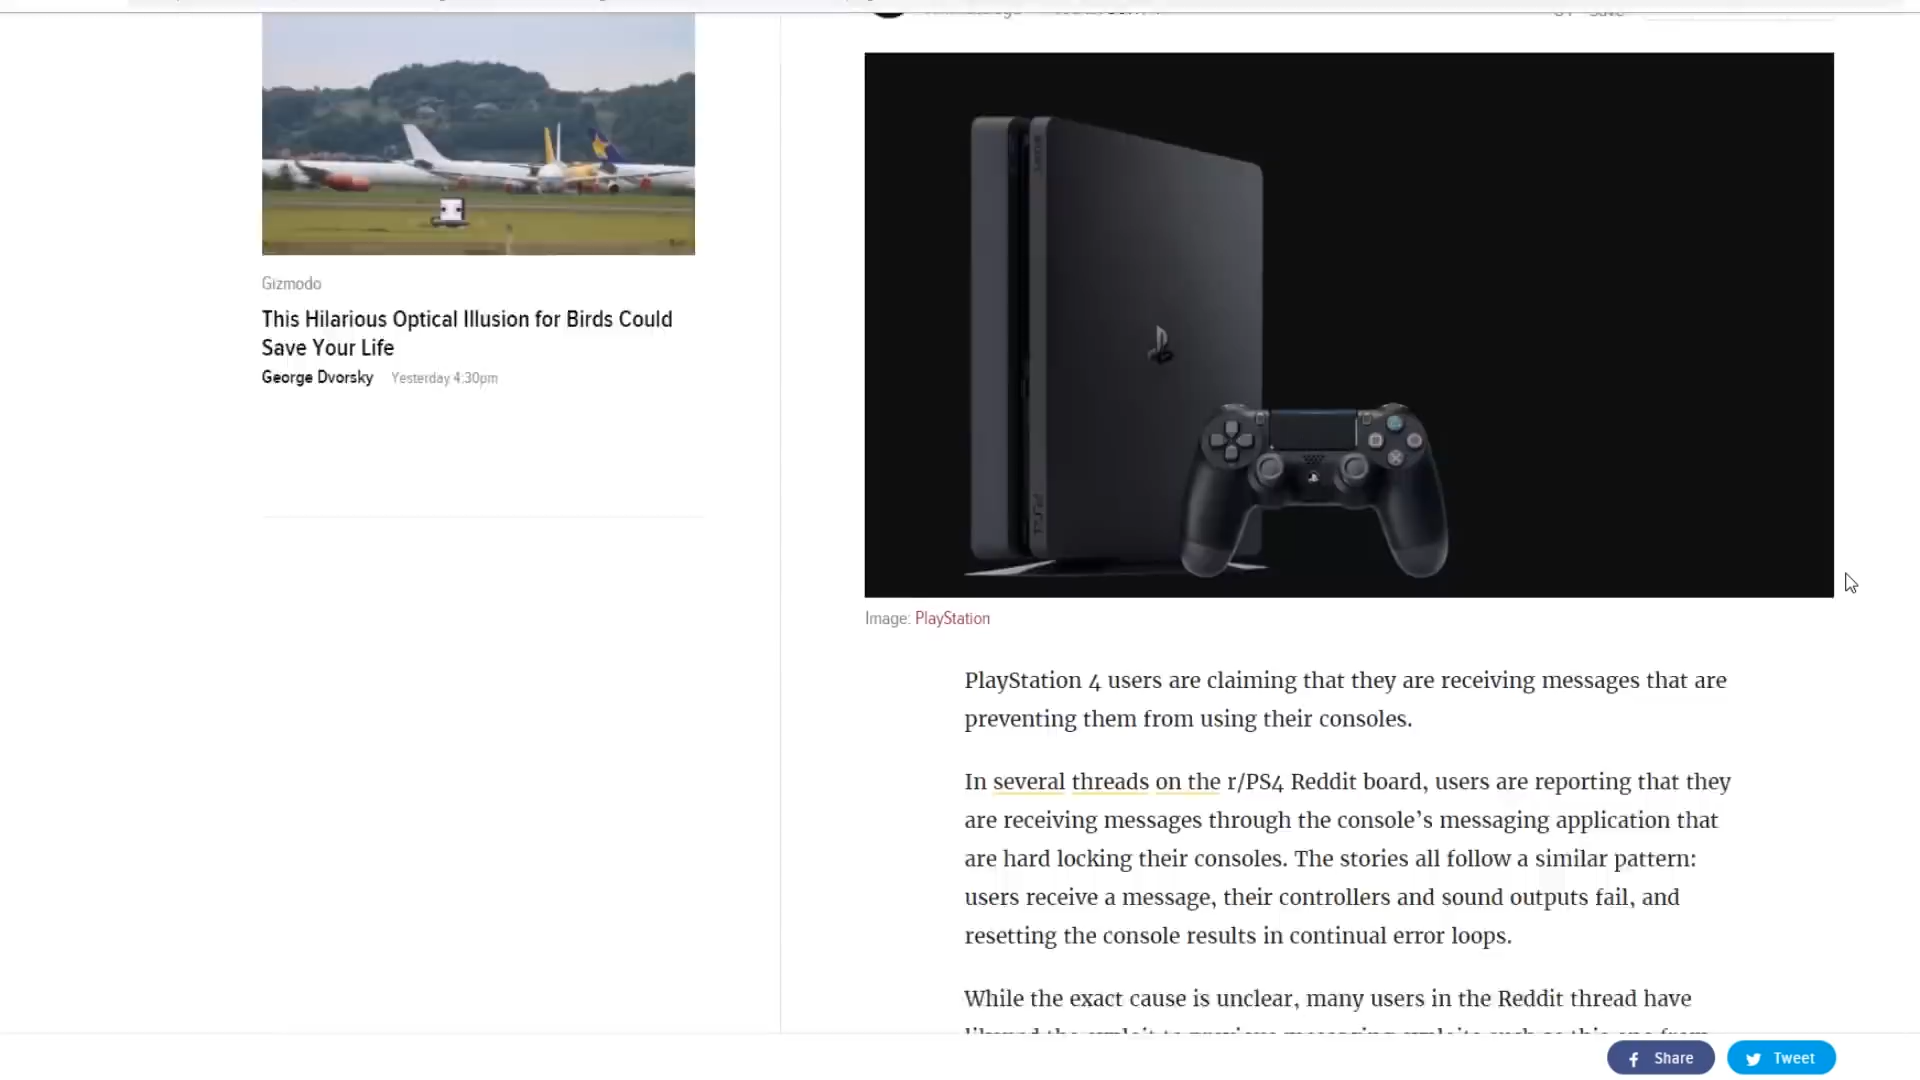 Gizmodo
This Hilarious Optical Illusion for Birds Could
Save Your Life
George Dvorsky Yesterday 4:30pm
Image: PlayStation
PlayStation 4 users are claiming that they are receiving messages that are
preventing them from using their consoles.
In several threads on the r/PS4 Reddit board, users are reporting that they
are receiving messages through the console’s messaging application that
are hard locking their consoles. The stories all follow a similar pattern:
users receive a message, their controllers and sound outputs fail, and
resetting the console results in continual error loops.
While the exact cause is unclear, many users in the Reddit thread have
Share
Tweet